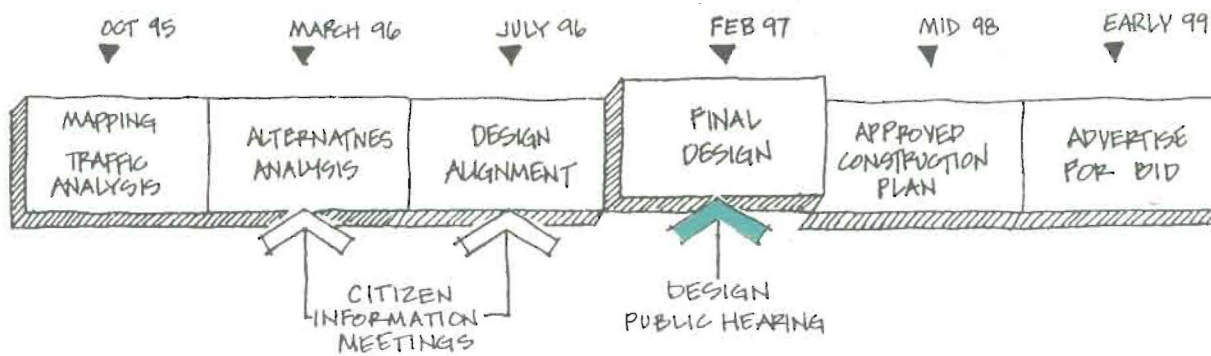 OCT 95
MARCH 96
JULY 96
FEB 97
MID 98
EARLY 99
MAPPING
TRAFFIC
ANALYSIS
ALTERNATIVES
ANALYSIS
DESIGN
ALIGNMENT
FINAL
DESIGN
APPROVED
CONSTRUCTION
PLAN
ADVERTISE
FOR BID
CITIZEN
INFORMATION
MEETINGS
DESIGN
PUBLIC HEARING